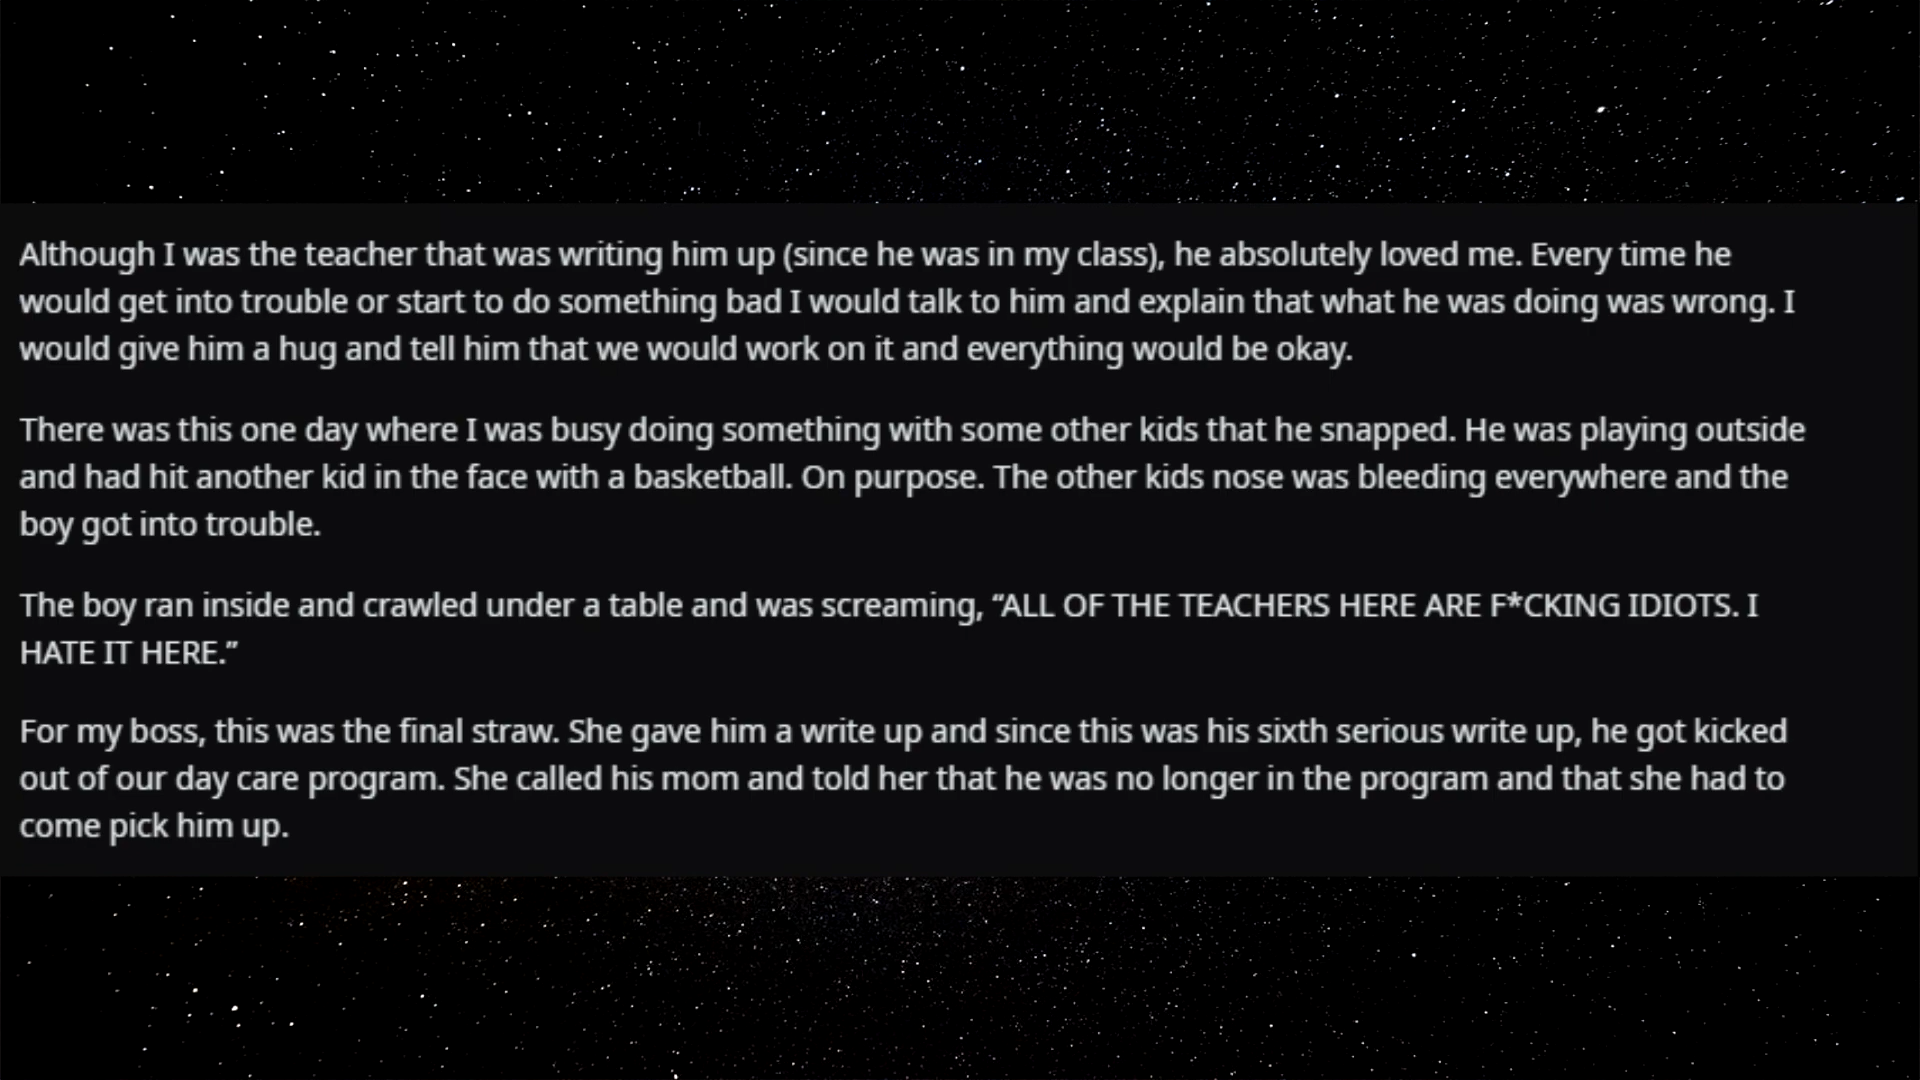 Although I was the teacher that was writing him up (since he was in my class), he absolutely loved me. Every time he
would get into trouble or start to do something bad I would talk to him and explain that what he was doing was wrong. I
would give him a hug and tell him that we would work on it and everything would be okay.
There was this one day where I was busy doing something with some other kids that he snapped. He was playing outside
and had hit another kid in the face with a basketball. On purpose. The other kids nose was bleeding everywhere and the
boy got into trouble.
The boy ran inside and crawled under a table and was screaming, “ALL OF THE TEACHERS HERE ARE F*CKING IDIOTS. I
HATE IT HERE.”
For my boss, this was the final straw. She gave him a write up and since this was his sixth serious write up, he got kicked
out of our day care program. She called his mom and told her that he was no longer in the program and that she had to
come pick him up.